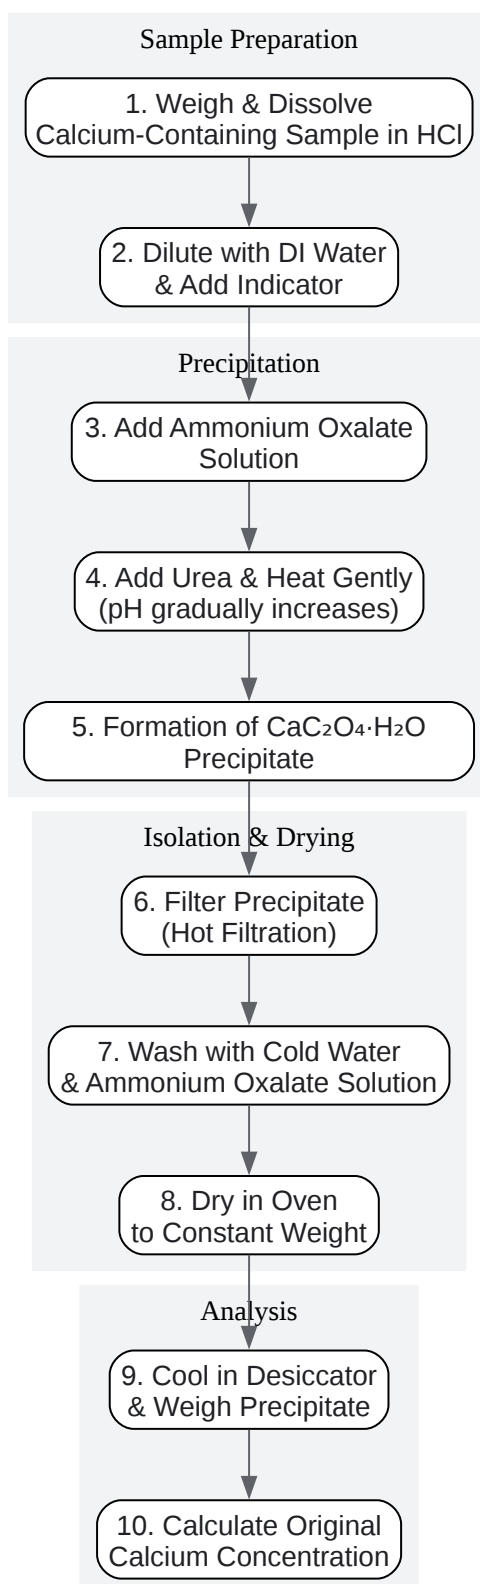 Sample Preparation
1. Weigh & Dissolve
Calcium-Containing Sample in HCl
2. Dilute with DI Water
& Add Indicator
Precipitation
3. Add Ammonium Oxalate
Solution
4. Add Urea & Heat Gently
(pH gradually increases)
5. Formation of CaC₂O₄·H₂O
Precipitate
Isolation & Drying
6. Filter Precipitate
(Hot Filtration)
7. Wash with Cold Water
& Ammonium Oxalate Solution
8. Dry in Oven
to Constant Weight
Analysis
9. Cool in Desiccator
& Weigh Precipitate
10. Calculate Original
Calcium Concentration